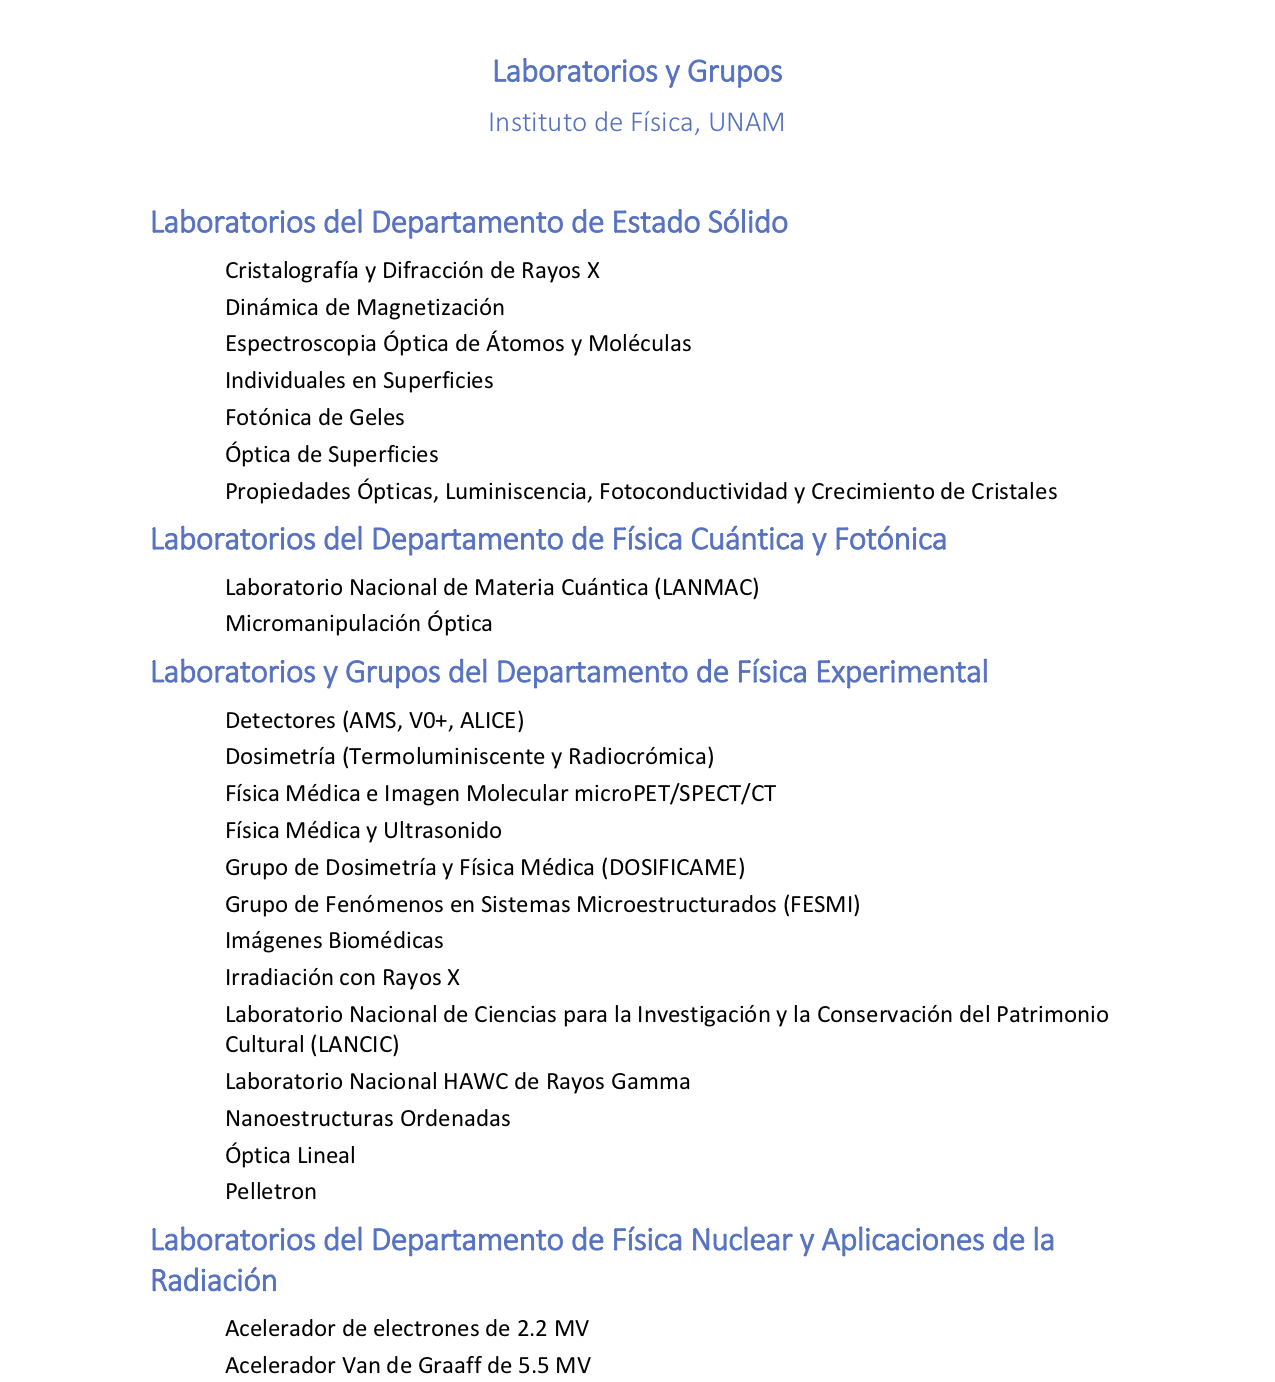 Laboratorios y Grupos
Instituto de Física, UNAM
Laboratorios del Departamento de Estado Sólido
Cristalografía y Difracción de Rayos X
Dinámica de Magnetización
Espectroscopia Óptica de Átomos y Moléculas
Individuales en Superficies
Fotónica de Geles
Óptica de Superficies
Propiedades Ópticas, Luminiscencia, Fotoconductividad y Crecimiento de Cristales
Laboratorios del Departamento de Física Cuántica y Fotónica
Laboratorio Nacional de Materia Cuántica (LANMAC)
Micromanipulación Óptica
Laboratorios y Grupos del Departamento de Física Experimental
Detectores (AMS, V0+, ALICE)
Dosimetría (Termoluminiscente y Radiocrómica)
Física Médica e Imagen Molecular microPET/SPECT/CT
Física Médica y Ultrasonido
Grupo de Dosimetría y Física Médica (DOSIFICAME)
Grupo de Fenómenos en Sistemas Microestructurados (FESMI)
Imágenes Biomédicas
Irradiación con Rayos X
Laboratorio Nacional de Ciencias para la Investigación y la Conservación del Patrimonio
Cultural (LANCIC)
Laboratorio Nacional HAWC de Rayos Gamma
Nanoestructuras Ordenadas
Óptica Lineal
Pelletron
Laboratorios del Departamento de Física Nuclear y Aplicaciones de la
Radiación
Acelerador de electrones de 2.2 MV
Acelerador Van de Graaff de 5.5 MV